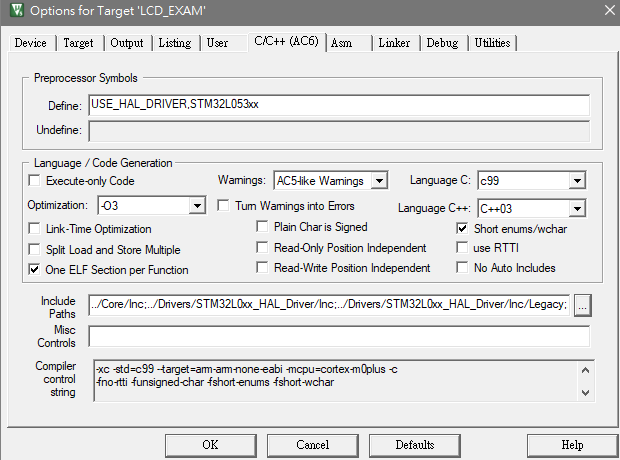 Options for Target 'LCD_EXAM'
Device Target Output Listing User C/C++ (AC6) Asm Linker Debug Utilities
Preprocessor Symbols
Define: USE_HAL_DRIVER,STM32L053xx
Undefine:
Language / Code Generation
Execute-only Code Warnings: AC5-like Warnings Language C: c99
Optimization: -O3 Turn Warnings into Errors Language C++: C++03
Link-Time Optimization Plain Char is Signed Short enums/wchar
Split Load and Store Multiple Read-Only Position Independent use RTTI
One ELF Section per Function Read-Write Position Independent No Auto Includes
Include Paths ../Core/Inc;../Drivers/STM32L0xx_HAL_Driver/Inc;../Drivers/STM32L0xx_HAL_Driver/Inc/Legacy; ...
Misc Controls
Compiler control string -xc -std=c99 --target=arm-arm-none-eabi -mcpu=cortex-m0plus -c
-fno-rtti -funsigned-char -fshort-enums -fshort-wchar
OK Cancel Defaults Help